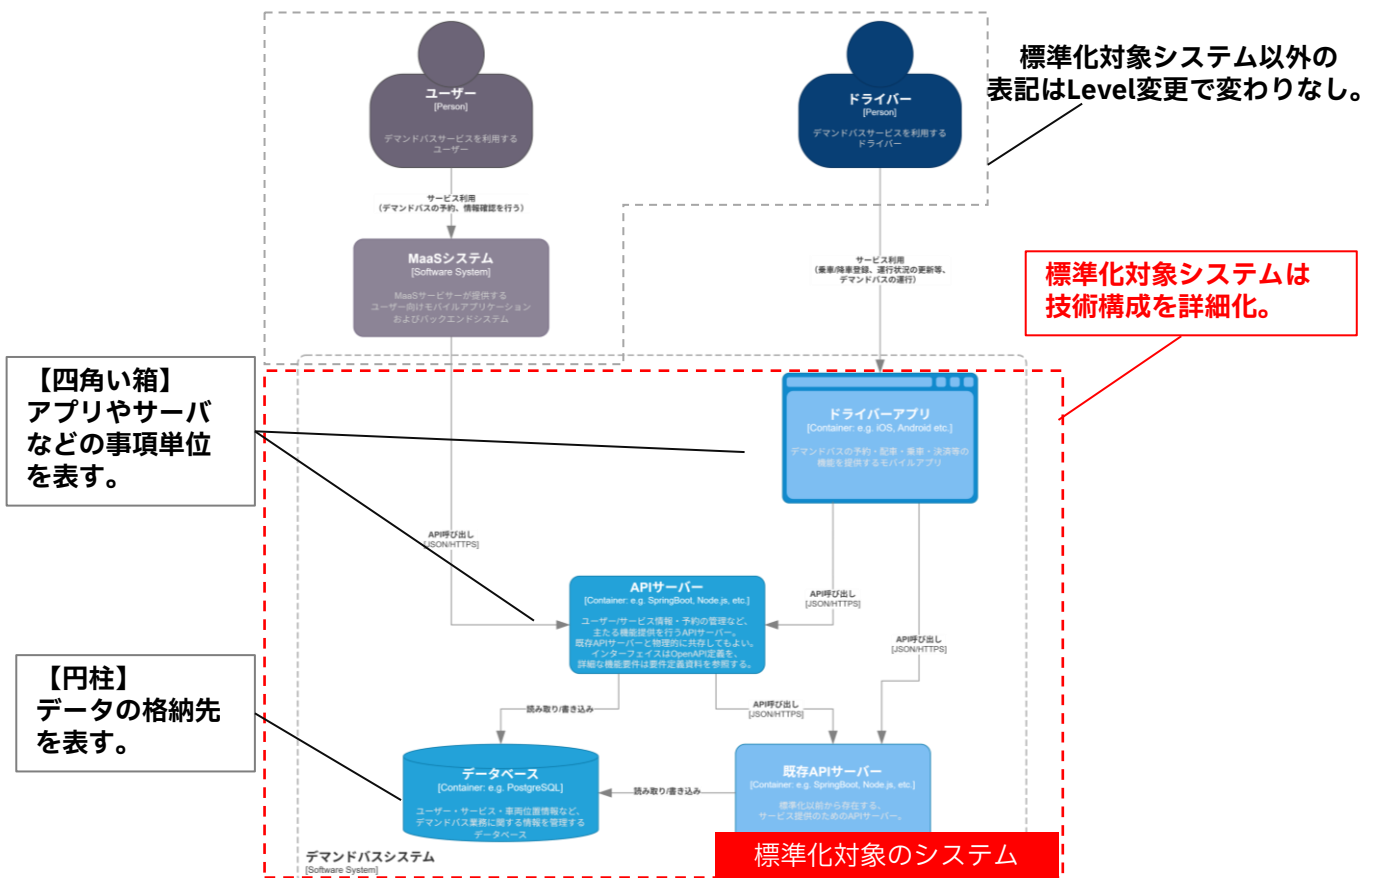 ユーザー
[Person]
デマンドバスサービスを利用する
ユーザー
ドライバー
[Person]
デマンドバスサービスを利用する
ドライバー
標準化対象システム以外の
表記はLevel変更で変わりなし。
サービス利用
(デマンドバスの予約、情報確認を行う)
MaaSシステム
[Software System]
MaaSサービサーが提供する
ユーザー向けモバイルアプリケーション
およびバックエンドシステム
サービス利用
(乗車/降車登録、運行状況の更新等、
デマンドバスの運行)
標準化対象システムは
技術構成を詳細化。
【四角い箱】
アプリやサーバ
などの事項単位
を表す。
ドライバーアプリ
[Container: e.g. iOS, Android etc.]
デマンドバスの予約・配車・乗車・決済等の
機能を提供するモバイルアプリ
API呼び出し
[JSON/HTTPS]
APIサーバー
[Container: e.g. SpringBoot, Node.js, etc.]
ユーザー/サービス情報・予約の管理など、
主たる機能提供を行うAPIサーバー。
既存APIサーバーと物理的に共存してもよい。
インターフェイスはOpenAPI定義を、
詳細な機能要件は要件定義資料を参照する。
API呼び出し
[JSON/HTTPS]
API呼び出し
[JSON/HTTPS]
【円柱】
データの格納先
を表す。
読み取り/書き込み
API呼び出し
[JSON/HTTPS]
データベース
[Container: e.g. PostgreSQL]
ユーザー・サービス・車両位置情報など、
デマンドバス業務に関する情報を管理する
データベース
読み取り/書き込み
既存APIサーバー
[Container: e.g. SpringBoot, Node.js, etc.]
標準化以前から存在する、
サービス提供のためのAPIサーバー。
標準化対象のシステム
デマンドバスシステム
[Software System]